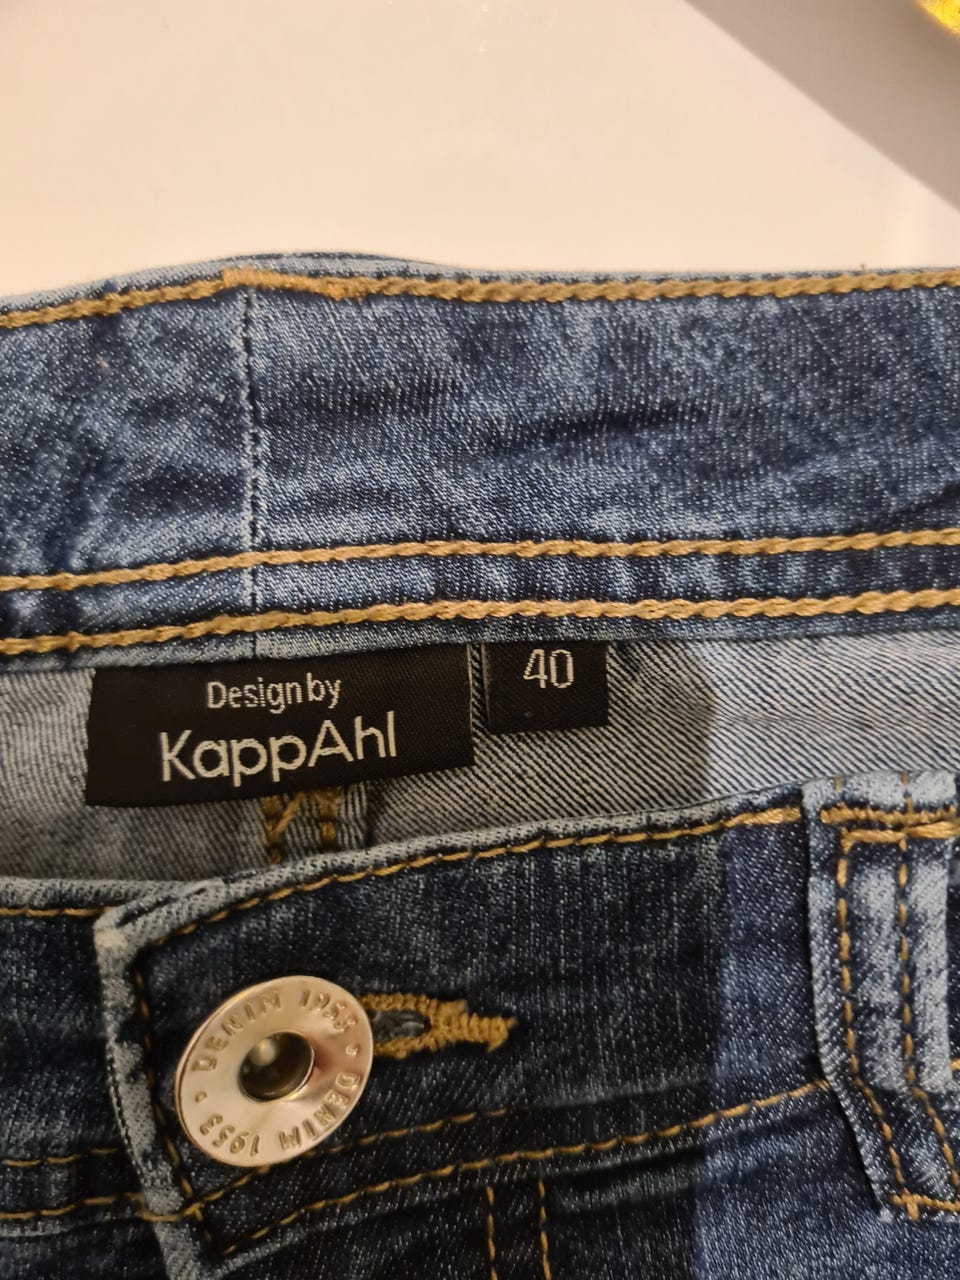 Design by
KappAhl
40
DENIM 1953 • DENIM 1953 •